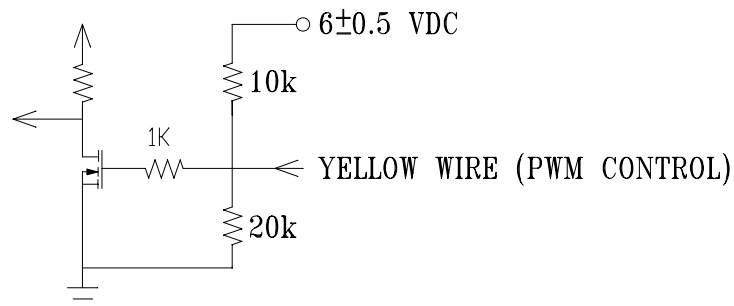 6±0.5 VDC
10k
1K
YELLOW WIRE (PWM CONTROL)
20k